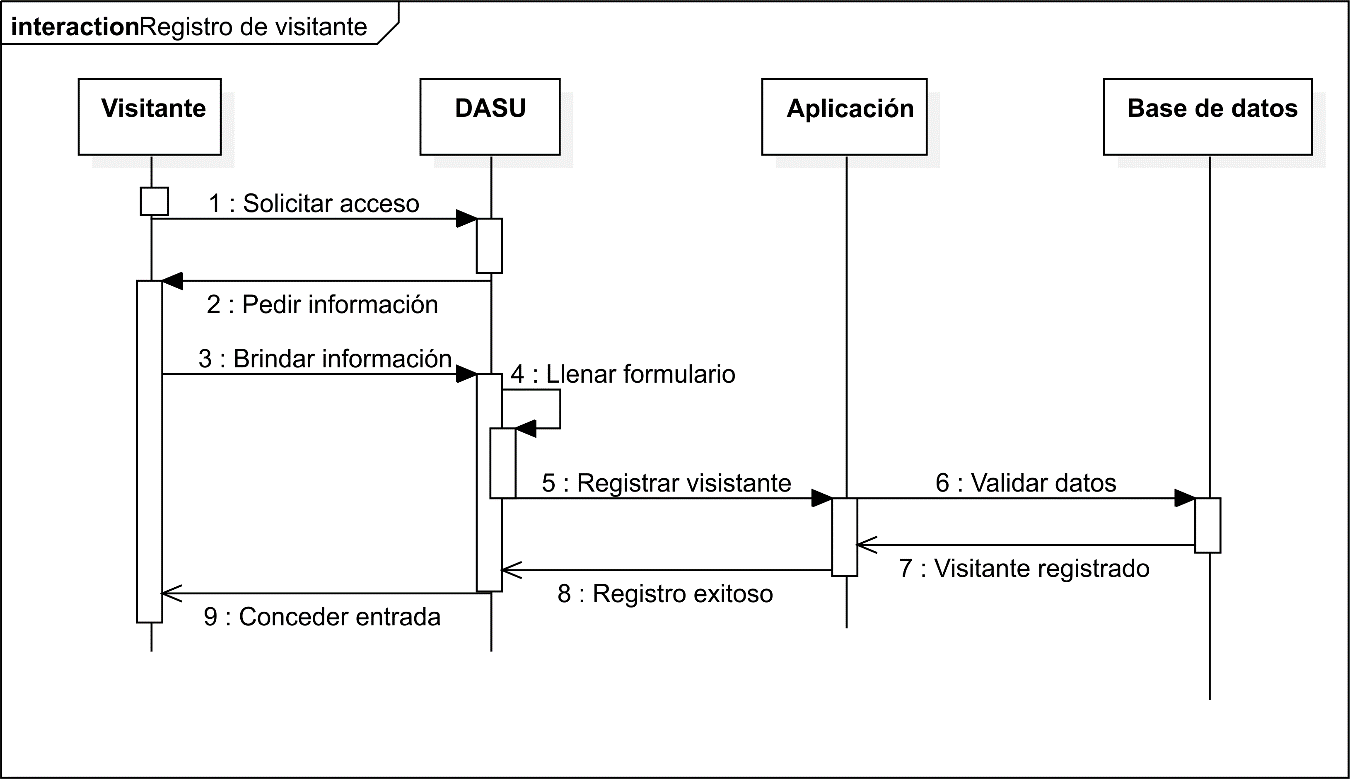 interactionRegistro de visitante
Visitante
DASU
Aplicación
Base de datos
1 : Solicitar acceso
2 : Pedir información
3 : Brindar información
4 : Llenar formulario
5 : Registrar visistante
6 : Validar datos
7 : Visitante registrado
8 : Registro exitoso
9 : Conceder entrada